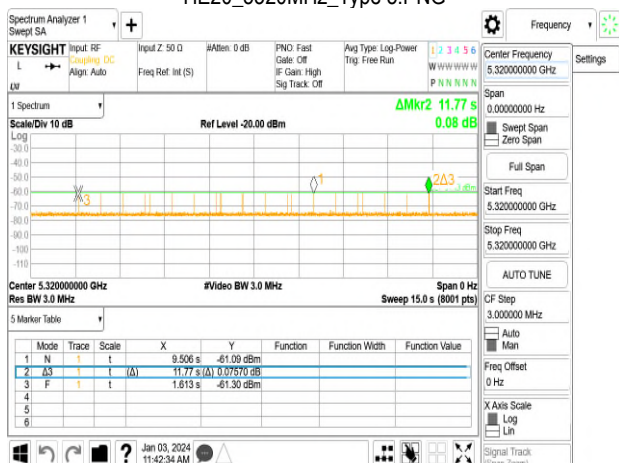 HE20_5320MHz_Type 3.PNG
Spectrum Analyzer 1
Swept SA
+
Frequency
Settings
KEYSIGHT Input: RF
Coupling: DC
Align: Auto
Input Z: 50 Ω
Freq Ref: Int (S)
#Atten: 0 dB
PNO: Fast
Gate: Off
IF Gain: High
Sig Track: Off
Avg Type: Log-Power
Trig: Free Run
1 2 3 4 5 6
W W W W W W
P N N N N N
L
LXI
1 Spectrum
Scale/Div 10 dB
Ref Level -20.00 dBm
ΔMkr2 11.77 s
0.08 dB
Log
-30.0
-40.0
-50.0
-60.0
-70.0
-80.0
-90.0
-100
-110
1
2Δ3
3
Center 5.320000000 GHz
Res BW 3.0 MHz
#Video BW 3.0 MHz
Span 0 Hz
Sweep 15.0 s (8001 pts)
5 Marker Table
Mode Trace Scale X Y Function Function Width Function Value
1 N 1 t 9.506 s -61.09 dBm
2 Δ3 1 t (Δ) 11.77 s (Δ) 0.07570 dB
3 F 1 t 1.613 s -61.30 dBm
4
5
6
Jan 03, 2024
11:42:34 AM
?
Center Frequency
5.320000000 GHz
Span
0.00000000 Hz
Swept Span
Zero Span
Full Span
Start Freq
5.320000000 GHz
Stop Freq
5.320000000 GHz
AUTO TUNE
CF Step
3.000000 MHz
Auto
Man
Freq Offset
0 Hz
X Axis Scale
Log
Lin
Signal Track